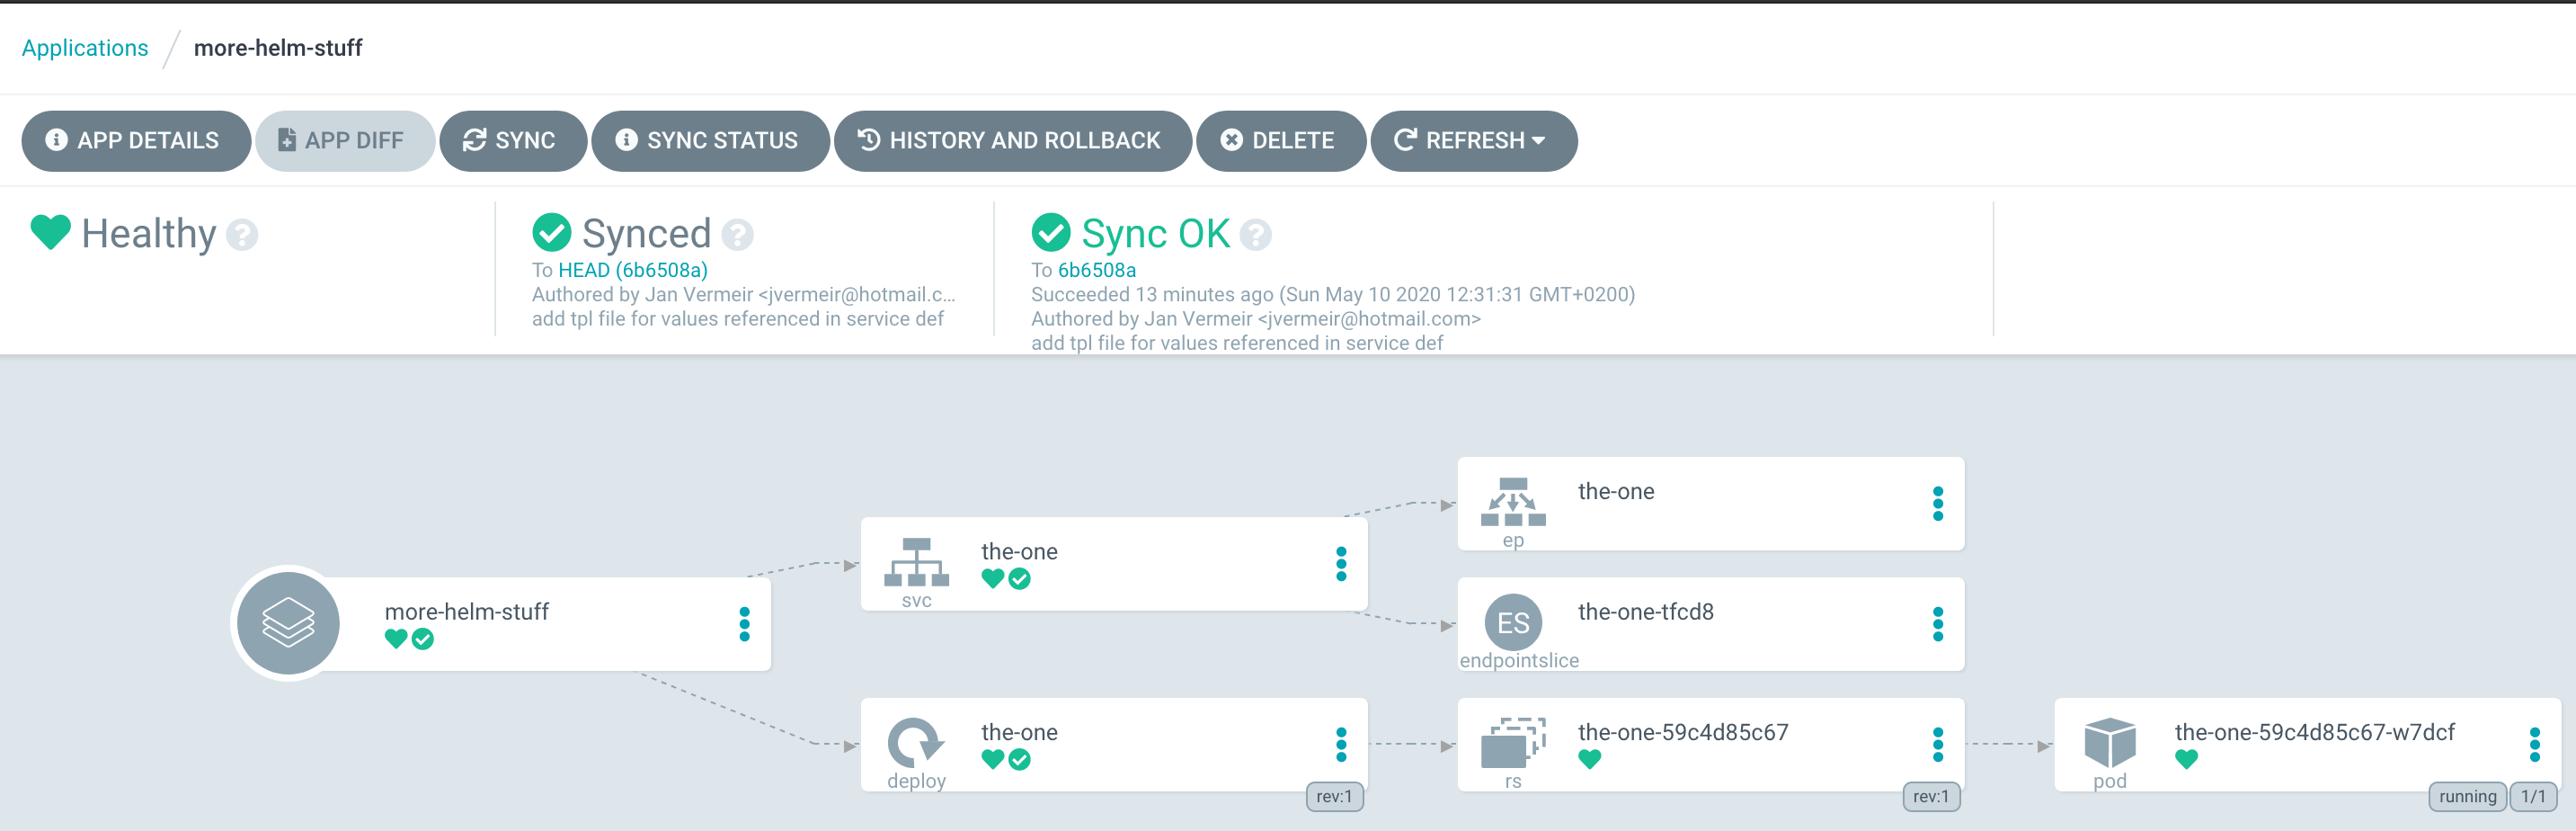 Applications / more-helm-stuff
APP DETAILS APP DIFF SYNC SYNC STATUS HISTORY AND ROLLBACK DELETE REFRESH
Healthy ?
Synced ?
To HEAD (6b6508a)
Authored by Jan Vermeir <jvermeir@hotmail.c...
add tpl file for values referenced in service def
Sync OK ?
To 6b6508a
Succeeded 13 minutes ago (Sun May 10 2020 12:31:31 GMT+0200)
Authored by Jan Vermeir <jvermeir@hotmail.com>
add tpl file for values referenced in service def
more-helm-stuff
the-one
svc
the-one
deploy
rev:1
the-one
ep
ES
the-one-tfcd8
endpointslice
the-one-59c4d85c67
rs
rev:1
the-one-59c4d85c67-w7dcf
pod
running 1/1